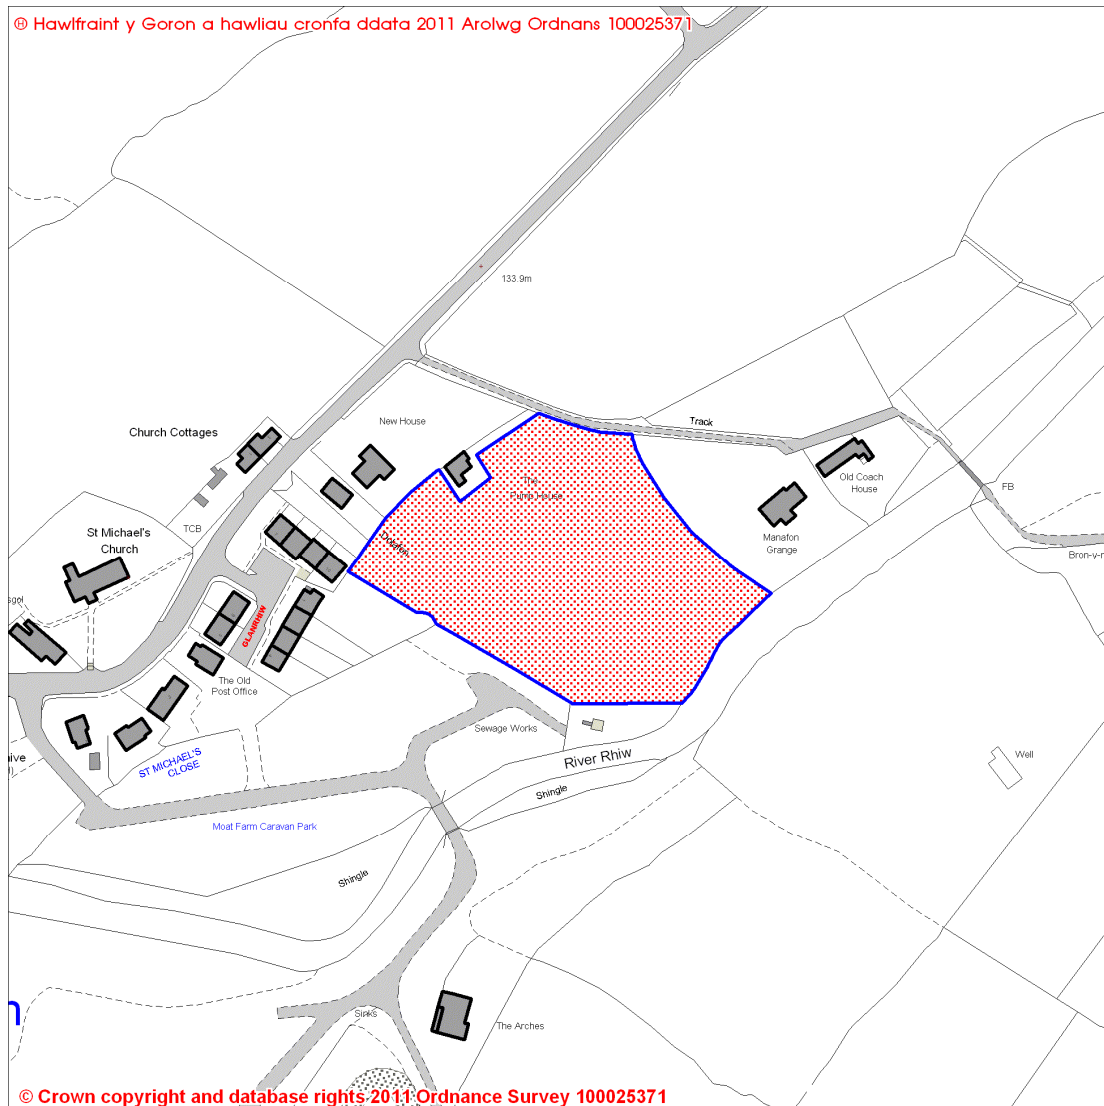 ® Hawlfraint y Goron a hawliau cronfa ddata 2011 Arolwg Ordnans 100025371
133.9m
New House
Track
Church Cottages
The
Pump House
Old Coach
House
FB
TCB
St Michael's
Church
Dolafon
Manafon
Grange
Bron-y-n
sgol
GLANRHIW
The Old
Post Office
Sewage Works
River Rhiw
Well
ST MICHAEL'S
CLOSE
Shingle
Moat Farm Caravan Park
Shingle
Sinks
The Arches
© Crown copyright and database rights 2011 Ordnance Survey 100025371